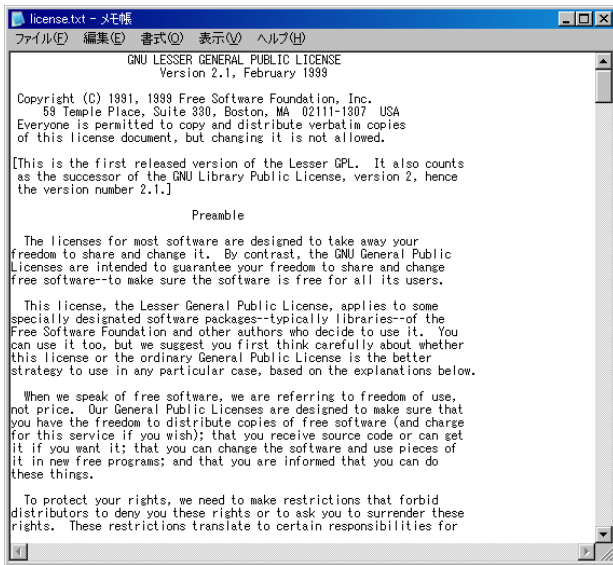 license.txt - メモ帳
ファイル(F) 編集(E) 書式(O) 表示(V) ヘルプ(H)
GNU LESSER GENERAL PUBLIC LICENSE
Version 2.1, February 1999
Copyright (C) 1991, 1999 Free Software Foundation, Inc.
59 Temple Place, Suite 330, Boston, MA 02111-1307 USA
Everyone is permitted to copy and distribute verbatim copies
of this license document, but changing it is not allowed.
[This is the first released version of the Lesser GPL. It also counts
as the successor of the GNU Library Public License, version 2, hence
the version number 2.1.]
Preamble
The licenses for most software are designed to take away your
freedom to share and change it. By contrast, the GNU General Public
Licenses are intended to guarantee your freedom to share and change
free software--to make sure the software is free for all its users.
This license, the Lesser General Public License, applies to some
specially designated software packages--typically libraries--of the
Free Software Foundation and other authors who decide to use it. You
can use it too, but we suggest you first think carefully about whether
this license or the ordinary General Public License is the better
strategy to use in any particular case, based on the explanations below.
When we speak of free software, we are referring to freedom of use,
not price. Our General Public Licenses are designed to make sure that
you have the freedom to distribute copies of free software (and charge
for this service if you wish); that you receive source code or can get
it if you want it; that you can change the software and use pieces of
it in new free programs; and that you are informed that you can do
these things.
To protect your rights, we need to make restrictions that forbid
distributors to deny you these rights or to ask you to surrender these
rights. These restrictions translate to certain responsibilities for